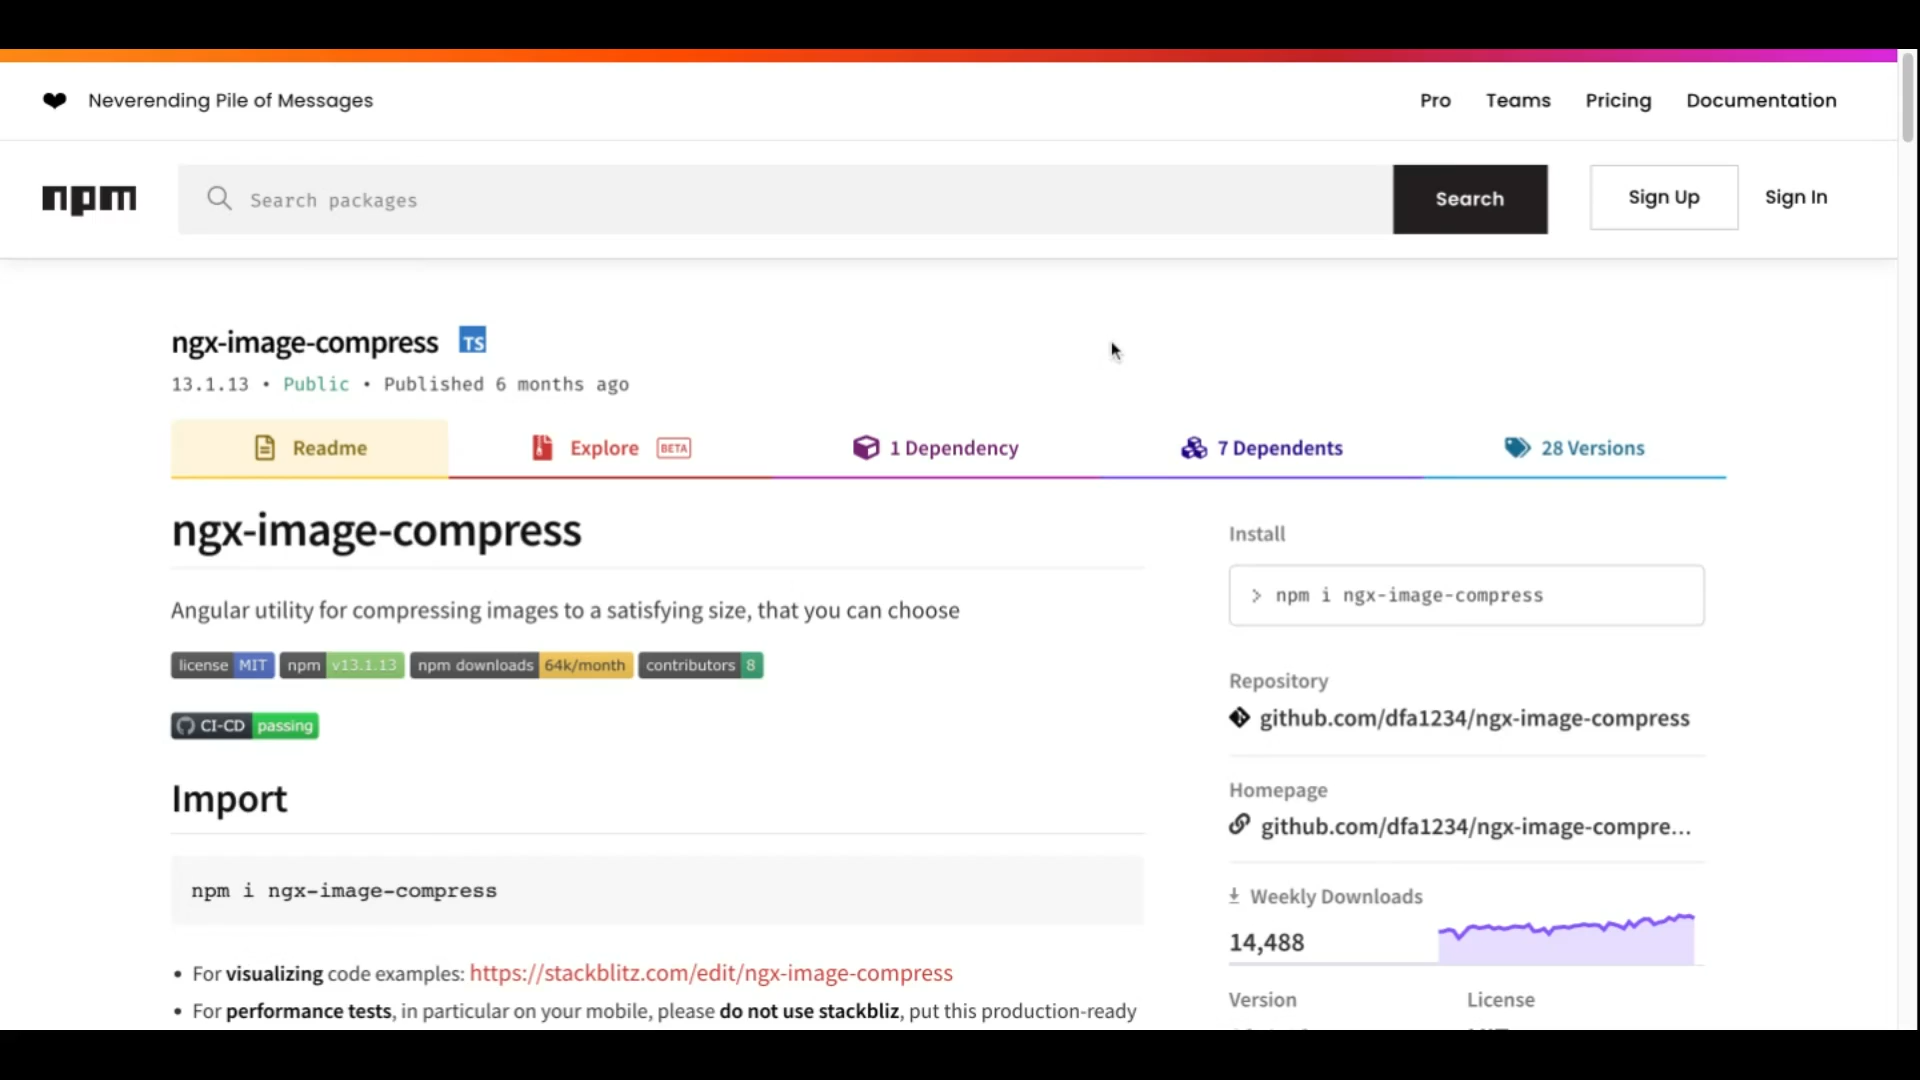 Neverending Pile of Messages
Pro Teams Pricing Documentation
npm
Search packages
Search
Sign Up
Sign In
ngx-image-compress TS
13.1.13 • Public • Published 6 months ago
Readme
Explore BETA
1 Dependency
7 Dependents
28 Versions
ngx-image-compress
Angular utility for compressing images to a satisfying size, that you can choose
license MIT npm v13.1.13 npm downloads 64k/month contributors 8
CI-CD passing
Import
npm i ngx-image-compress
• For visualizing code examples: https://stackblitz.com/edit/ngx-image-compress
• For performance tests, in particular on your mobile, please do not use stackbliz, put this production-ready
Install
> npm i ngx-image-compress
Repository
github.com/dfa1234/ngx-image-compress
Homepage
github.com/dfa1234/ngx-image-compre...
Weekly Downloads
14,488
Version License